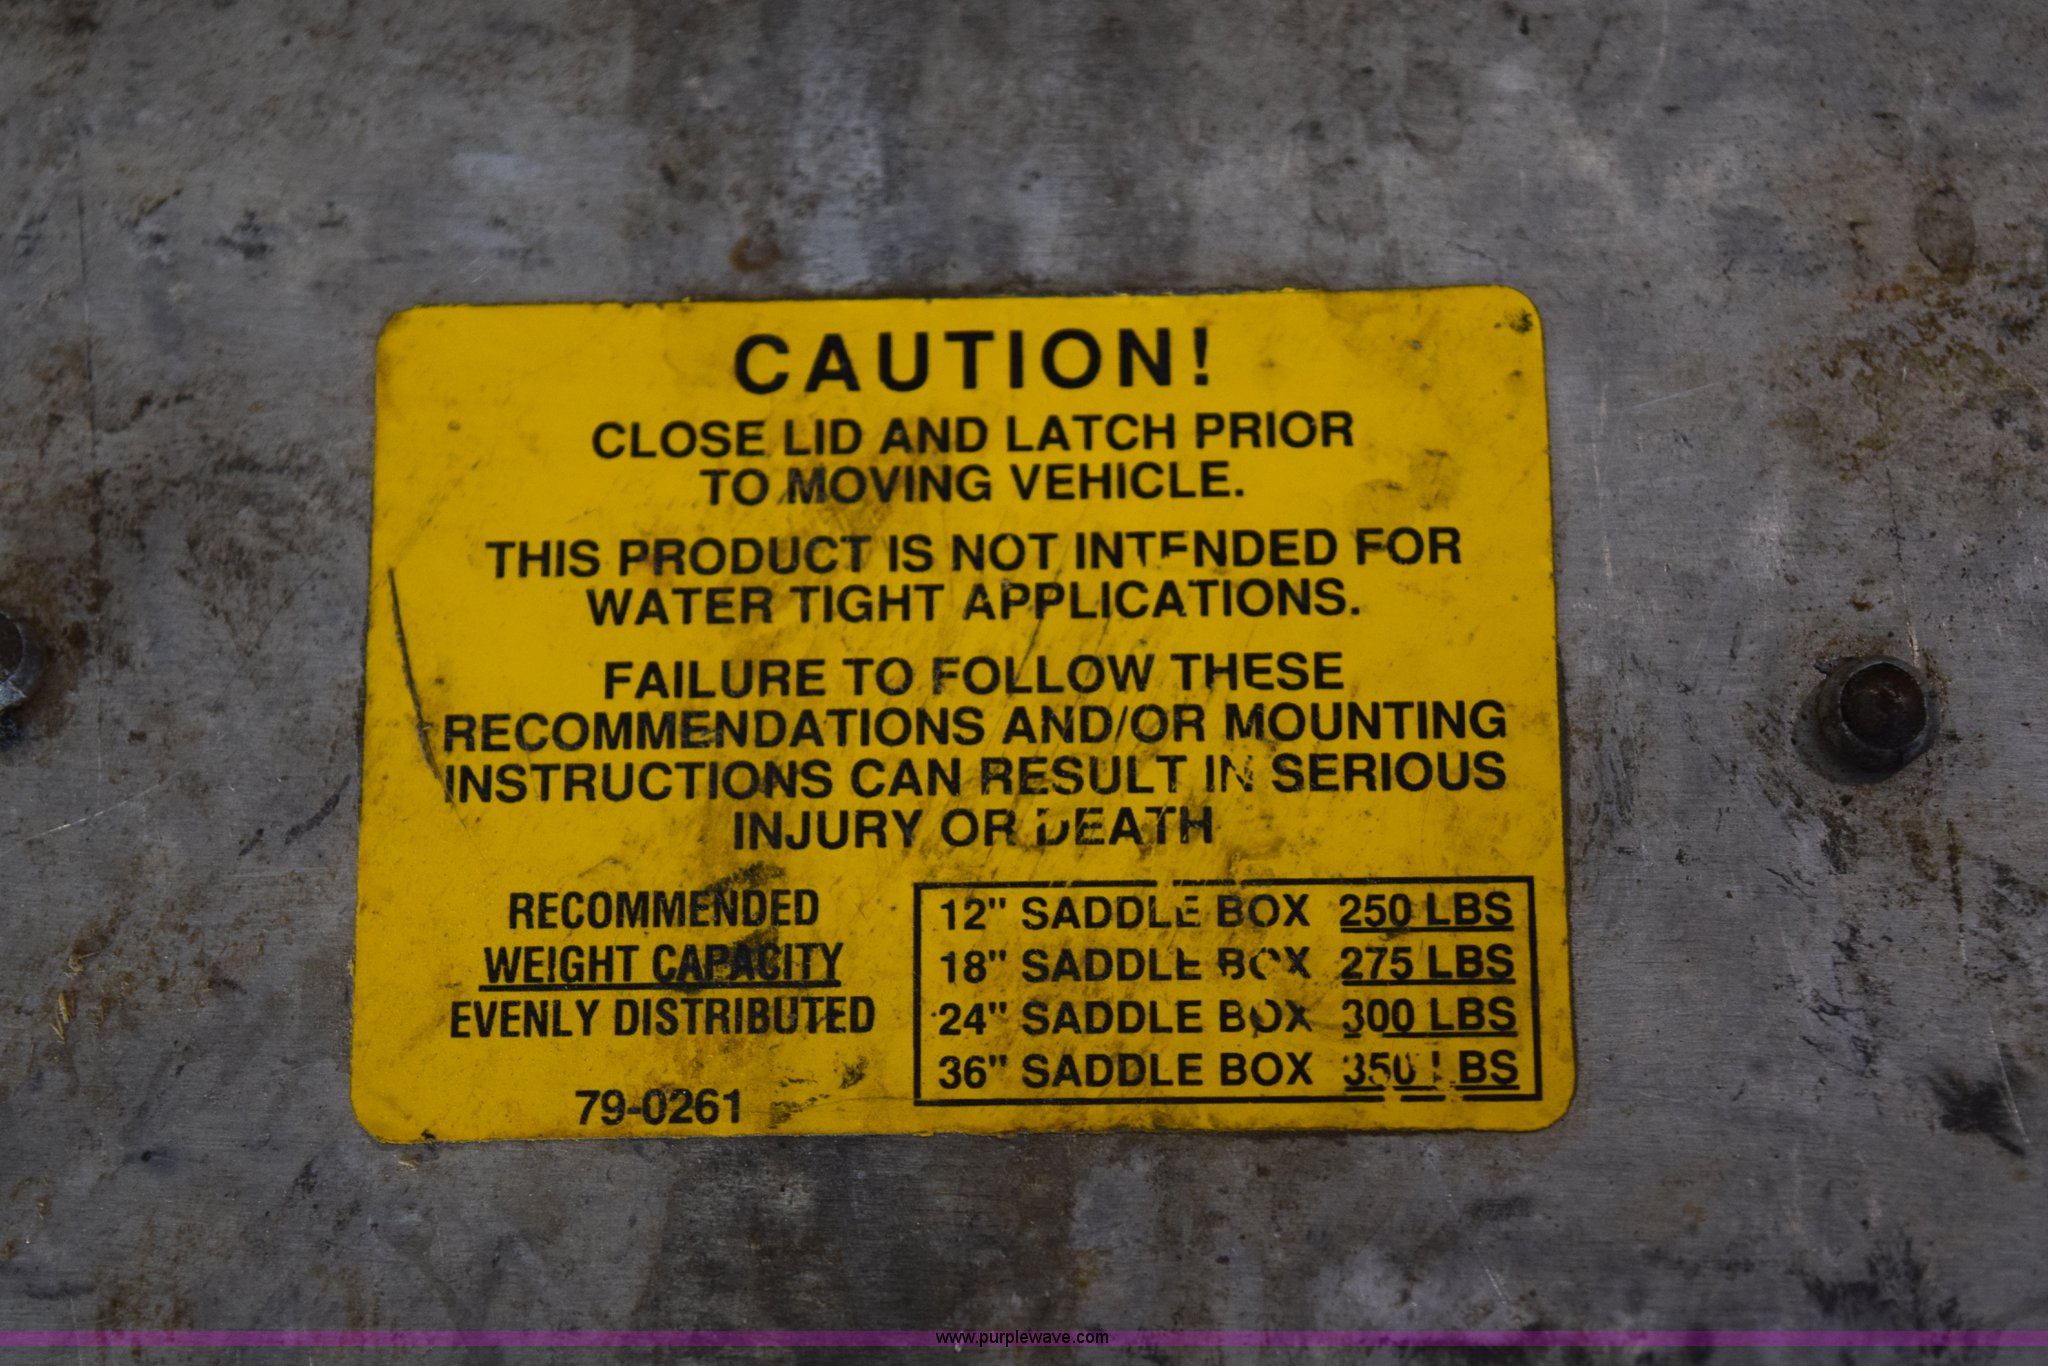 CAUTION!
CLOSE LID AND LATCH PRIOR
TO MOVING VEHICLE.
THIS PRODUCT IS NOT INTENDED FOR
WATER TIGHT APPLICATIONS.
FAILURE TO FOLLOW THESE
RECOMMENDATIONS AND/OR MOUNTING
INSTRUCTIONS CAN RESULT IN SERIOUS
INJURY OR DEATH
RECOMMENDED
WEIGHT CAPACITY
EVENLY DISTRIBUTED
79-0261
12" SADDLE BOX 250 LBS
18" SADDLE BOX 275 LBS
24" SADDLE BOX 300 LBS
36" SADDLE BOX 350 LBS
www.purplewave.com